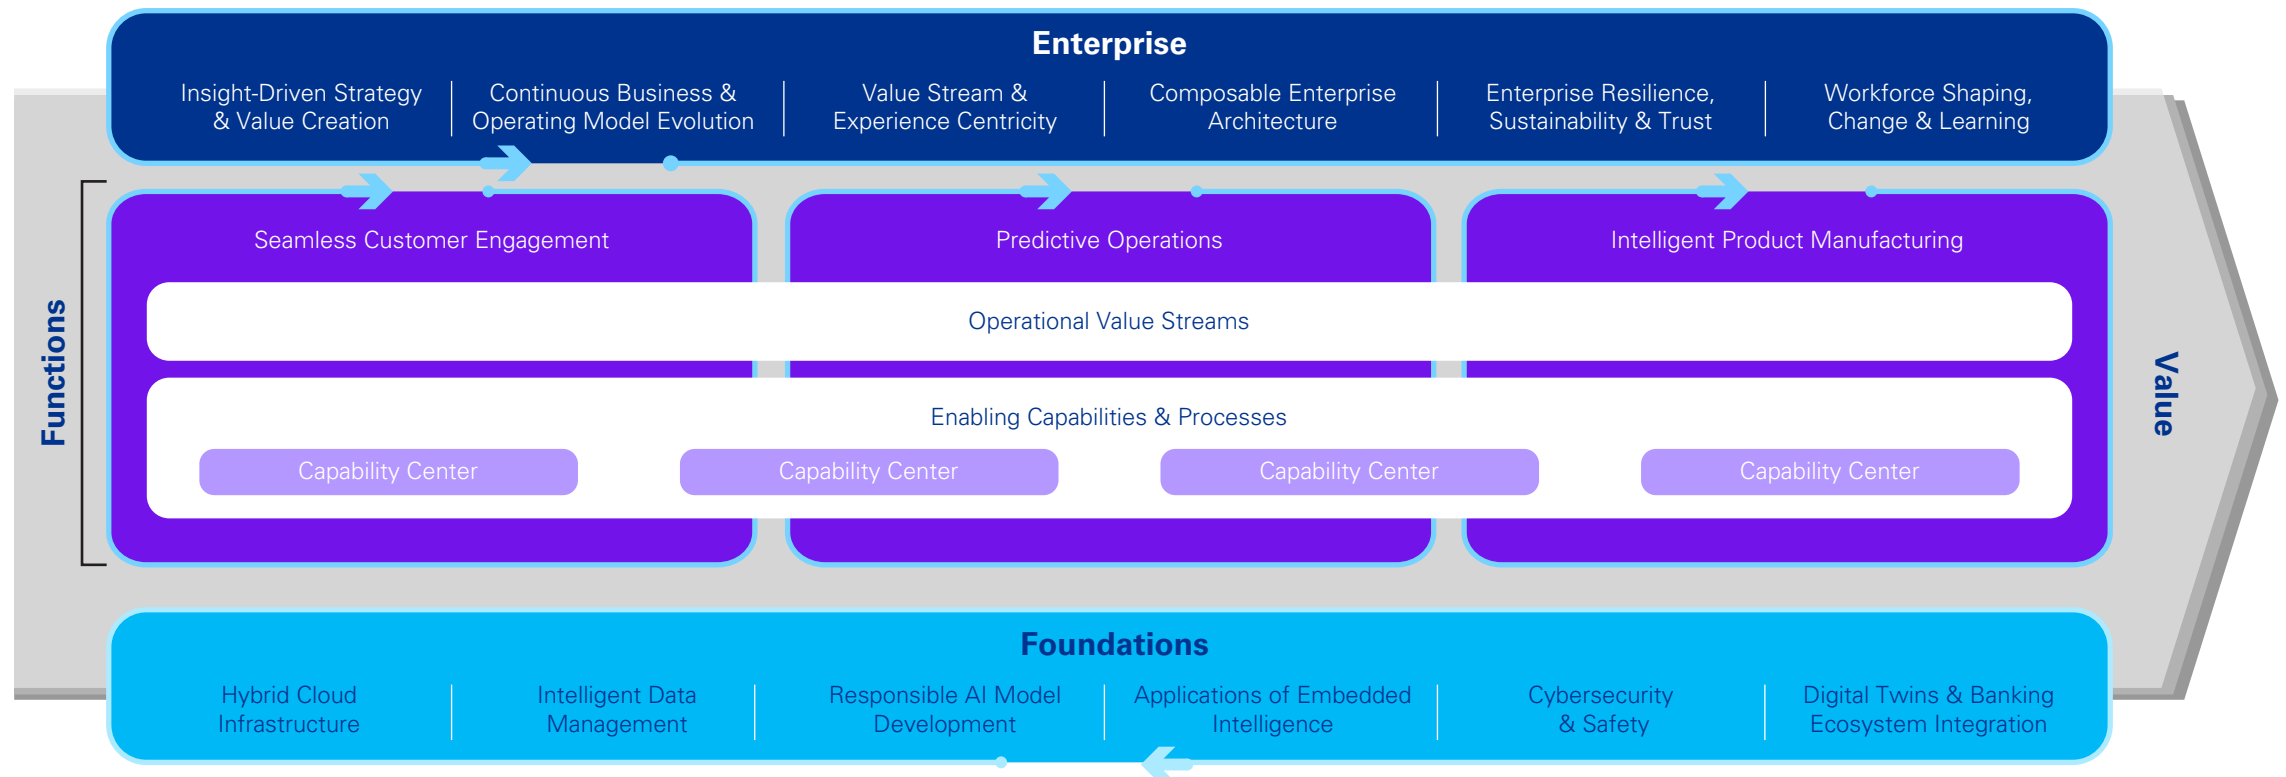 Enterprise
Insight-Driven Strategy
& Value Creation
Continuous Business &
Operating Model Evolution
Value Stream &
Experience Centricity
Composable Enterprise
Architecture
Enterprise Resilience,
Sustainability & Trust
Workforce Shaping,
Change & Learning
Functions
Seamless Customer Engagement
Predictive Operations
Intelligent Product Manufacturing
Operational Value Streams
Enabling Capabilities & Processes
Capability Center
Capability Center
Capability Center
Capability Center
Value
Foundations
Hybrid Cloud
Infrastructure
Intelligent Data
Management
Responsible AI Model
Development
Applications of Embedded
Intelligence
Cybersecurity
& Safety
Digital Twins & Banking
Ecosystem Integration